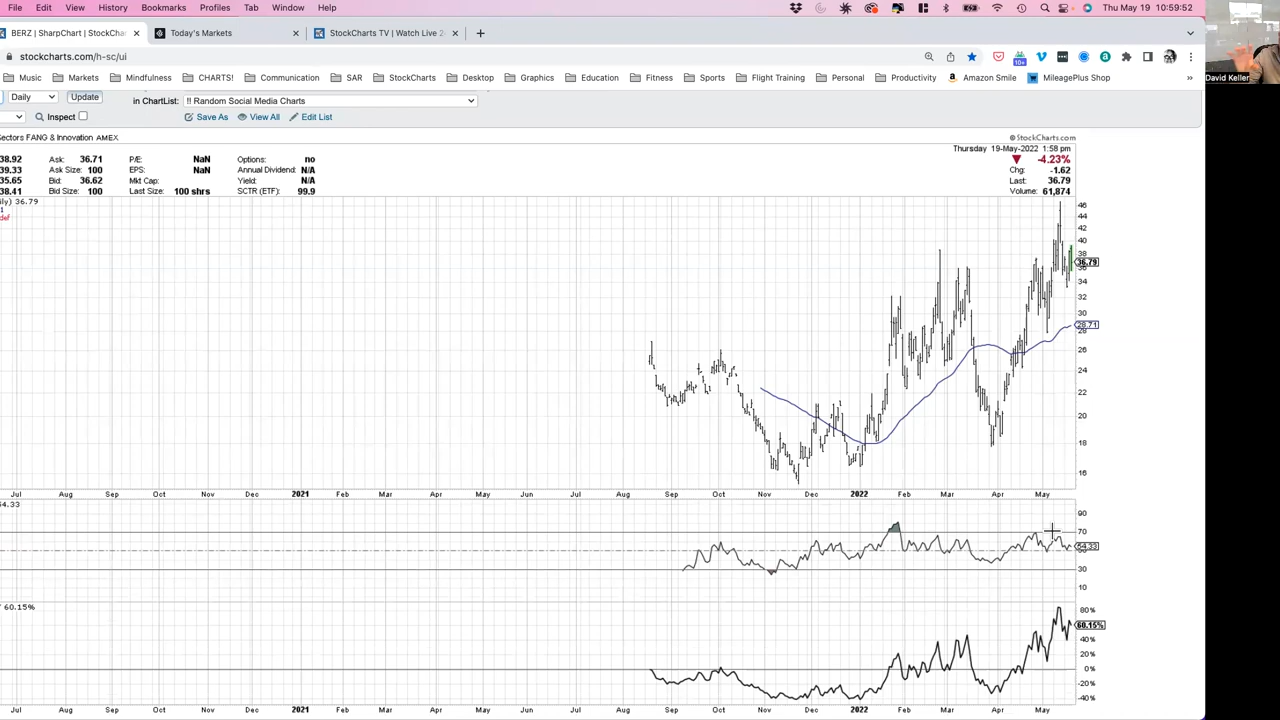 File Edit View History Bookmarks Profiles Tab Window Help Thu May 19 10:59:52
BERZ | SharpChart | StockChar × Today's Markets × StockCharts TV | Watch Live 2 × +
stockcharts.com/h-sc/ui
Music Markets Mindfulness CHARTS! Communication SAR StockCharts Desktop Graphics Education Fitness Sports Flight Training Personal Productivity Amazon Smile MileagePlus Shop »
David Keller
Daily Update in ChartList: !! Random Social Media Charts
Inspect Save As View All Edit List
ectors FANG & Innovation AMEX © StockCharts.com
Thursday 19-May-2022 1:58 pm
38.92 Ask: 36.71 P/E: NaN Options: no ▼ -4.23%
39.33 Ask Size: 100 EPS: NaN Annual Dividend: N/A Chg: -1.62
35.65 Bid: 36.62 Mkt Cap: Yield: N/A Last: 36.79
38.41 Bid Size: 100 Last Size: 100 shrs SCTR (ETF): 99.9 Volume: 61,874
ily) 36.79
1
def
46
44
42
40
38
36.79
36
34
32
30
28.71
28
26
24
22
20
18
16
Jul Aug Sep Oct Nov Dec 2021 Feb Mar Apr May Jun Jul Aug Sep Oct Nov Dec 2022 Feb Mar Apr May
54.33
90
70
54.33
50
30
10
60.15%
80%
60.15%
40%
20%
0%
-20%
-40%
Jul Aug Sep Oct Nov Dec 2021 Feb Mar Apr May Jun Jul Aug Sep Oct Nov Dec 2022 Feb Mar Apr May